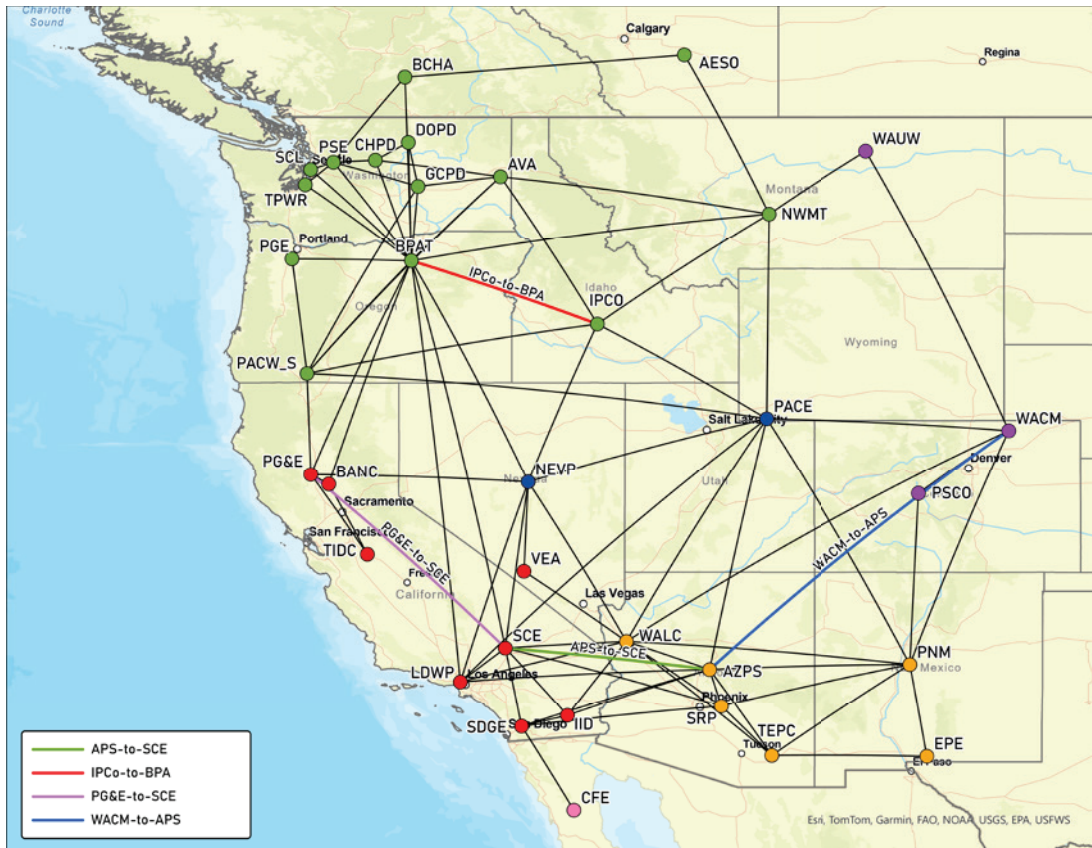 Charlotte
Sound
Calgary
Regina
AESO
BCHA
DOPD
WAUW
PSE
CHPD
SCL
Seattle
AVA
Washington
GCPD
Montana
TPWR
NWMT
Portland
PGE
BPAT
IPCo-to-BPA
Idaho
IPCO
Oregon
Wyoming
PACW_S
PACE
Salt Lake City
WACM
PG&E
BANC
NEVP
Denver
Utah
PSCO
Sacramento
San Francisco
WACM-to-APS
TIDC
PG&E-to-SCE
VEA
Fre
California
Las Vegas
SCE
WALC
APS-to-SCE
PNM
AZPS
Mexico
LDWP
Los Angeles
Phoenix
SRP
SDGE
San Diego
IID
TEPC
Tucson
EPE
El Paso
CFE
APS-to-SCE
IPCo-to-BPA
PG&E-to-SCE
WACM-to-APS
Esri, TomTom, Garmin, FAO, NOAA, USGS, EPA, USFWS